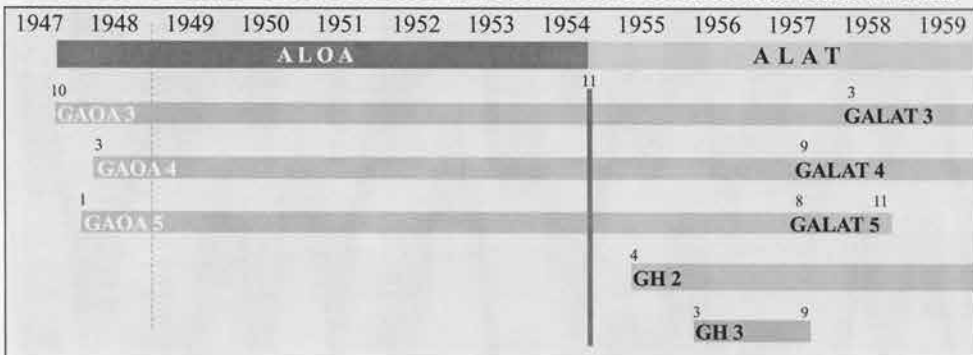 1947 1948 1949 1950 1951 1952 1953 1954 1955 1956 1957 1958 1959
ALOA ALAT
10 11 3
GAOA 3 GALAT 3
3 9
GAOA 4 GALAT 4
1 8 11
GAOA 5 GALAT 5
4
GH 2
3 9
GH 3